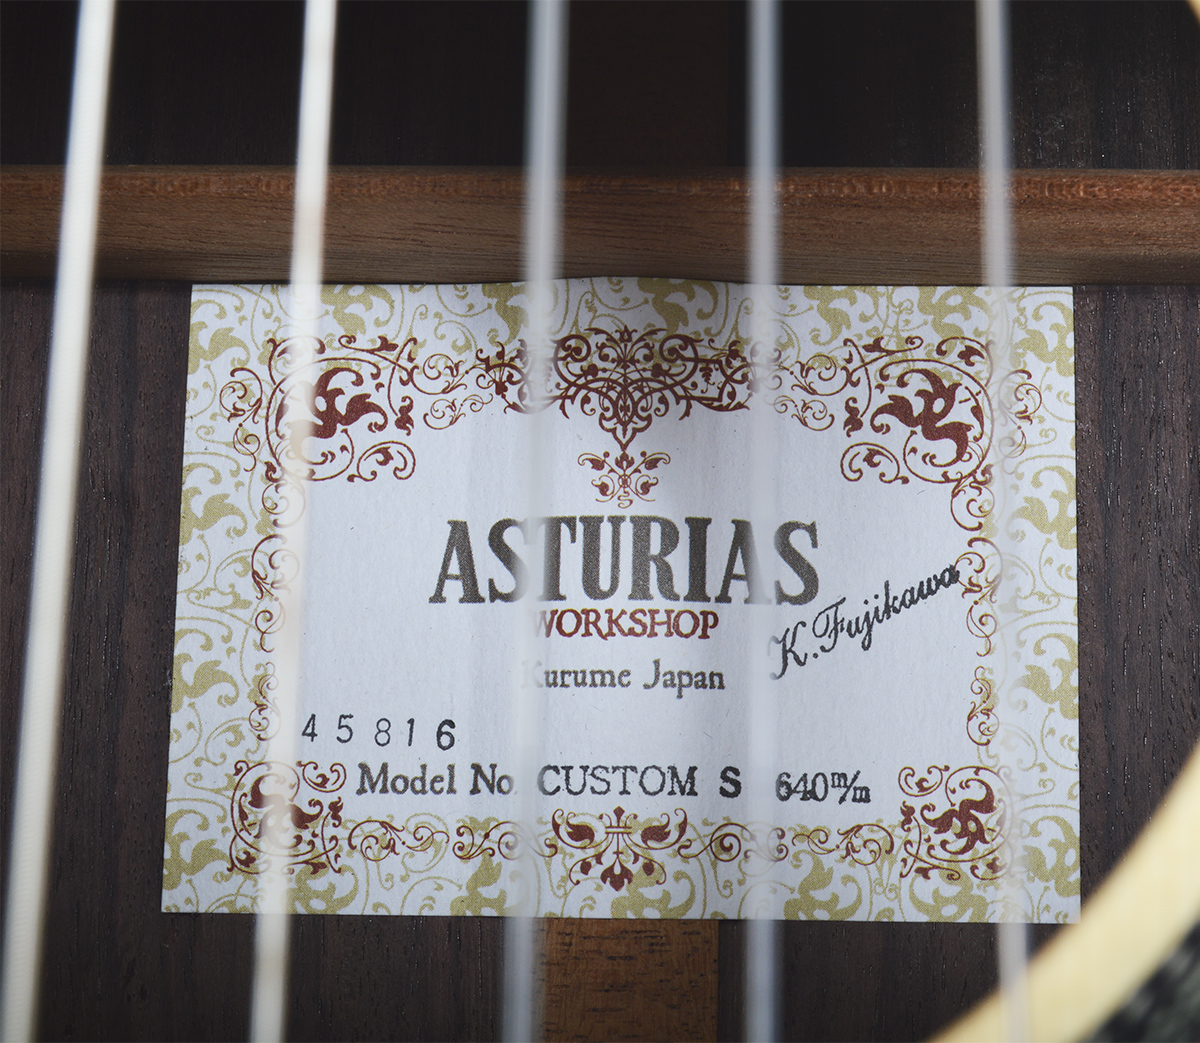 ASTURIAS
WORKSHOP
K. Fujikawa
Kurume Japan
45816
Model No. CUSTOM S 640m/m